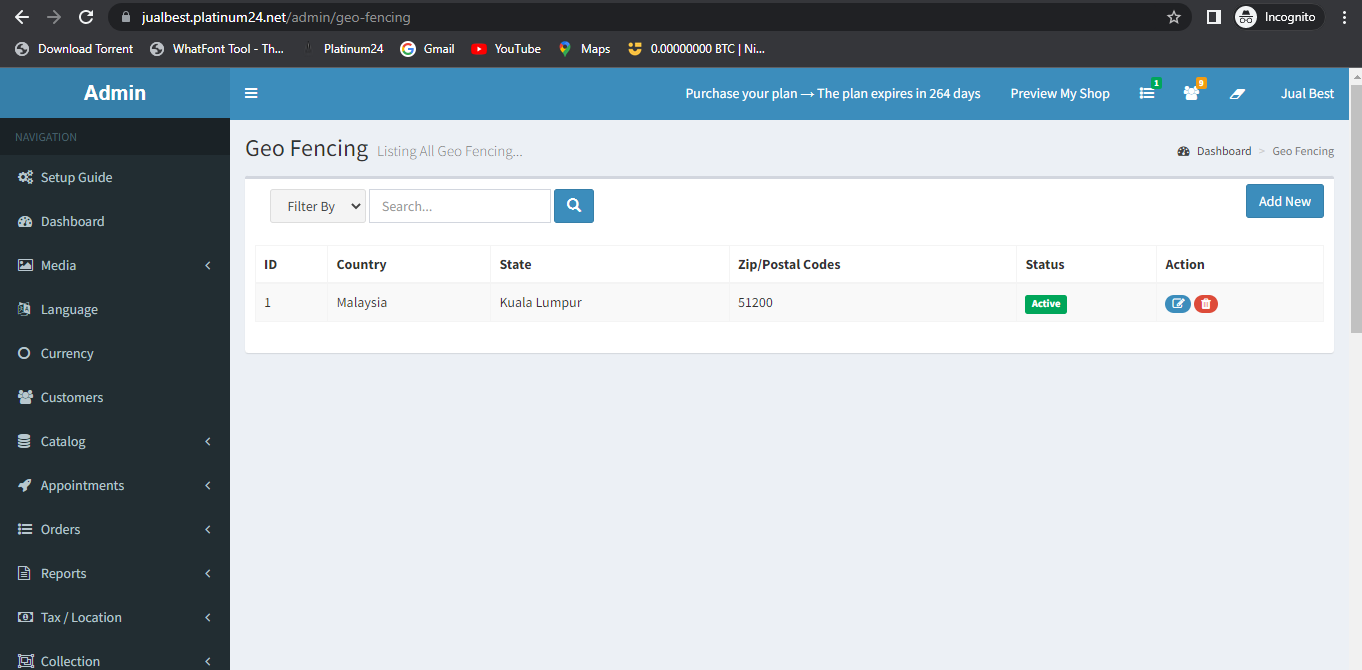 jualbest.platinum24.net/admin/geo-fencing
Incognito
Download Torrent
WhatFont Tool - Th...
Platinum24
Gmail
YouTube
Maps
0.00000000 BTC | Ni...
Admin
Purchase your plan → The plan expires in 264 days
Preview My Shop
1
9
Jual Best
NAVIGATION
Setup Guide
Dashboard
Media
Language
Currency
Customers
Catalog
Appointments
Orders
Reports
Tax / Location
Collection
Geo Fencing Listing All Geo Fencing...
Dashboard > Geo Fencing
Filter By
Search...
Add New
ID Country State Zip/Postal Codes Status Action
1 Malaysia Kuala Lumpur 51200 Active